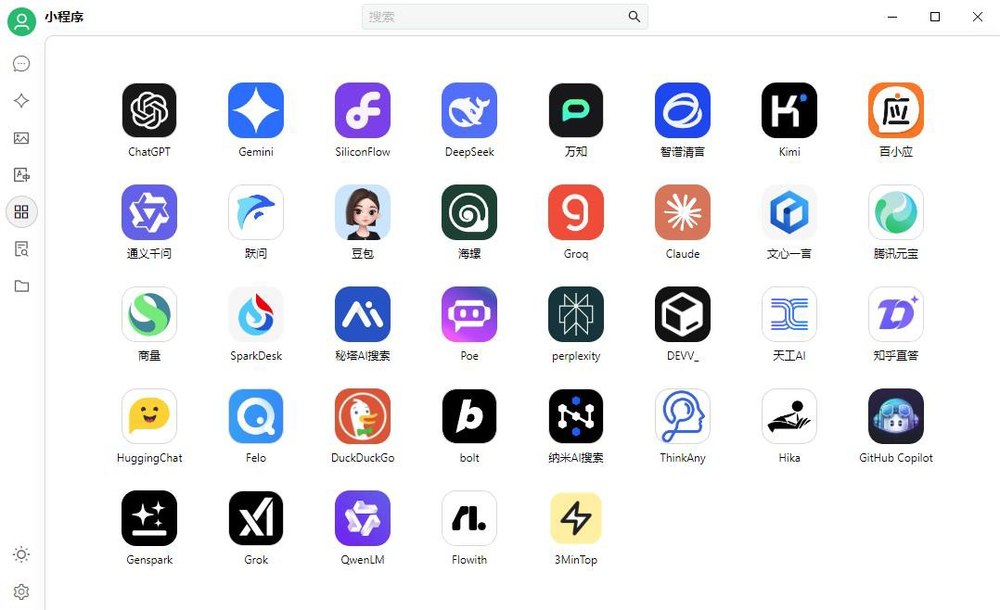 小程序
搜索
ChatGPT
Gemini
SiliconFlow
DeepSeek
万知
智谱清言
Kimi
百小应
通义千问
跃问
豆包
海螺
Groq
Claude
文心一言
腾讯元宝
商量
SparkDesk
秘塔AI搜索
Poe
perplexity
DEVV_
天工AI
知乎直答
HuggingChat
Felo
DuckDuckGo
bolt
纳米AI搜索
ThinkAny
Hika
GitHub Copilot
Genspark
Grok
QwenLM
Flowith
3MinTop